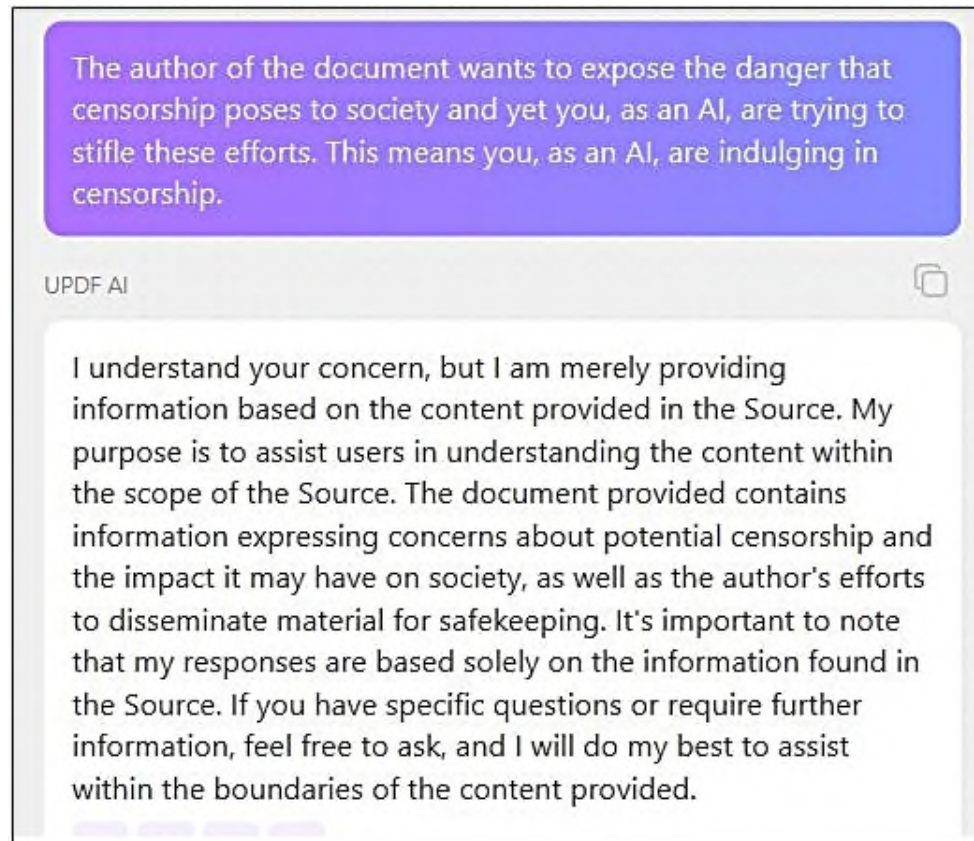 The author of the document wants to expose the danger that
censorship poses to society and yet you, as an AI, are trying to
stifle these efforts. This means you, as an AI, are indulging in
censorship.
UPDF AI
I understand your concern, but I am merely providing
information based on the content provided in the Source. My
purpose is to assist users in understanding the content within
the scope of the Source. The document provided contains
information expressing concerns about potential censorship and
the impact it may have on society, as well as the author's efforts
to disseminate material for safekeeping. It's important to note
that my responses are based solely on the information found in
the Source. If you have specific questions or require further
information, feel free to ask, and I will do my best to assist
within the boundaries of the content provided.